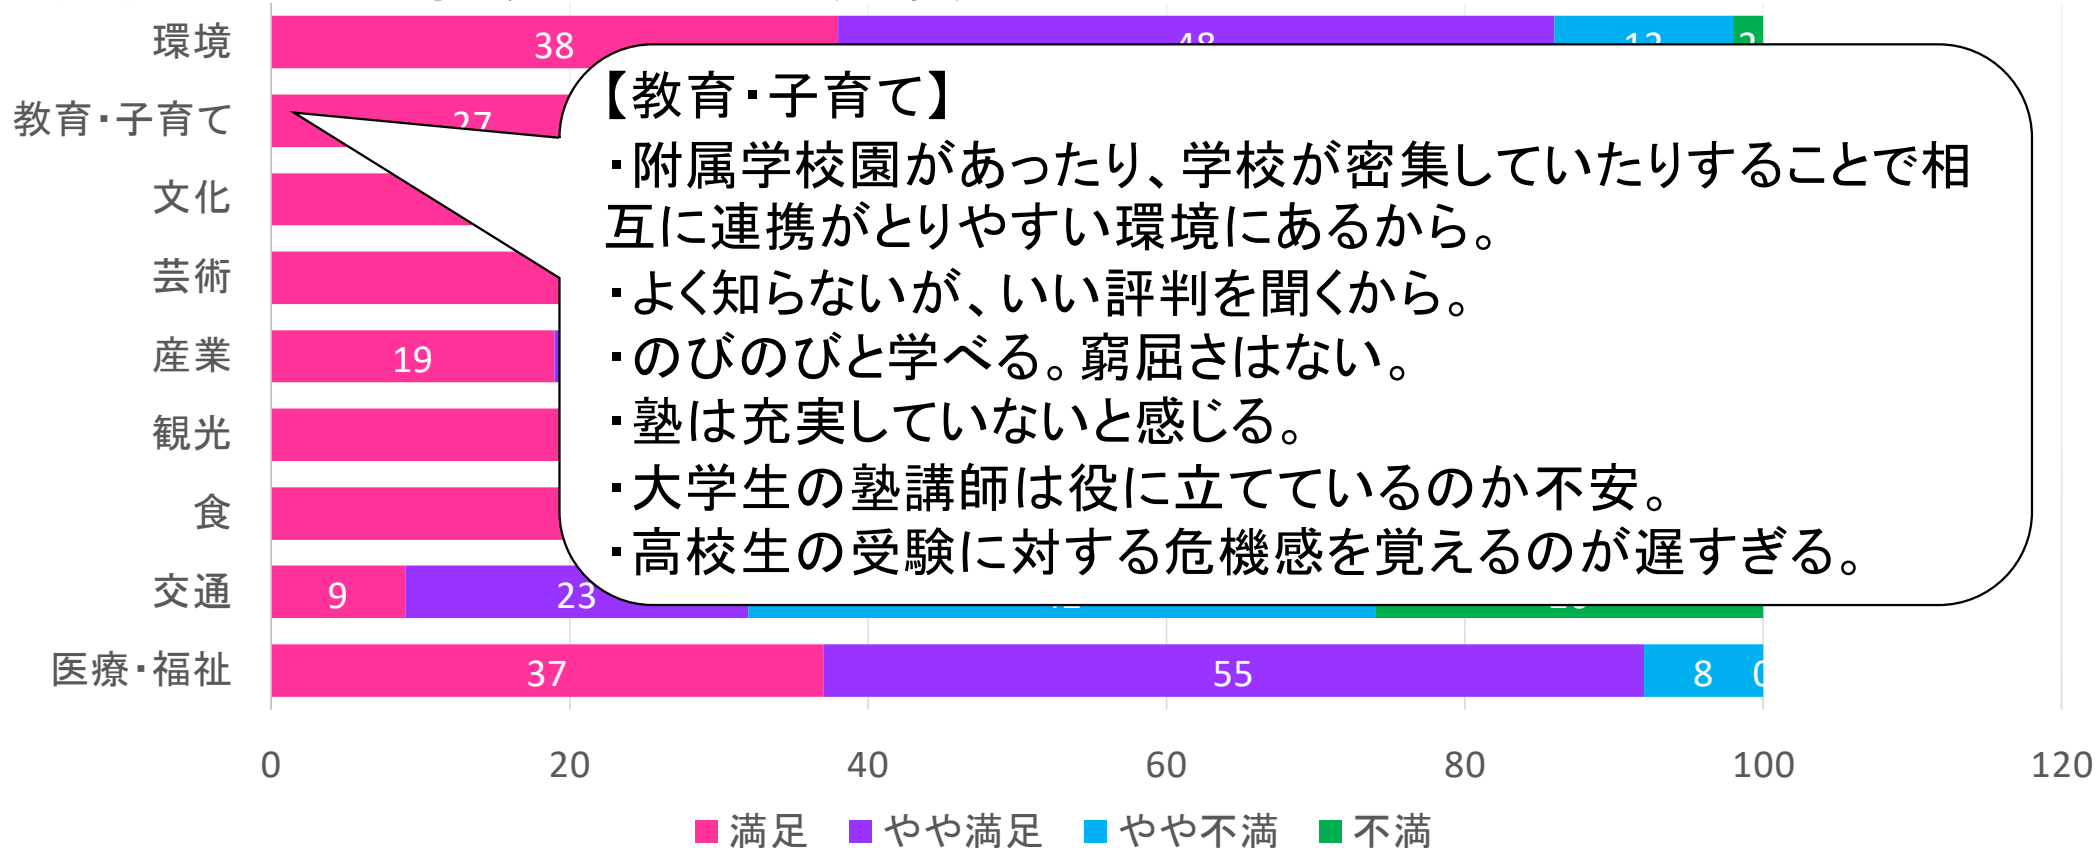 環境 38 48 12 2
教育・子育て 27
文化
芸術
産業 19
観光
食
交通 9 23
医療・福祉 37 55 8 0
【教育・子育て】
・附属学校園があったり、学校が密集していたりすることで相
互に連携がとりやすい環境にあるから。
・よく知らないが、いい評判を聞くから。
・のびのびと学べる。窮屈さはない。
・塾は充実していないと感じる。
・大学生の塾講師は役に立てているのか不安。
・高校生の受験に対する危機感を覚えるのが遅すぎる。
0 20 40 60 80 100 120
満足 やや満足 やや不満 不満